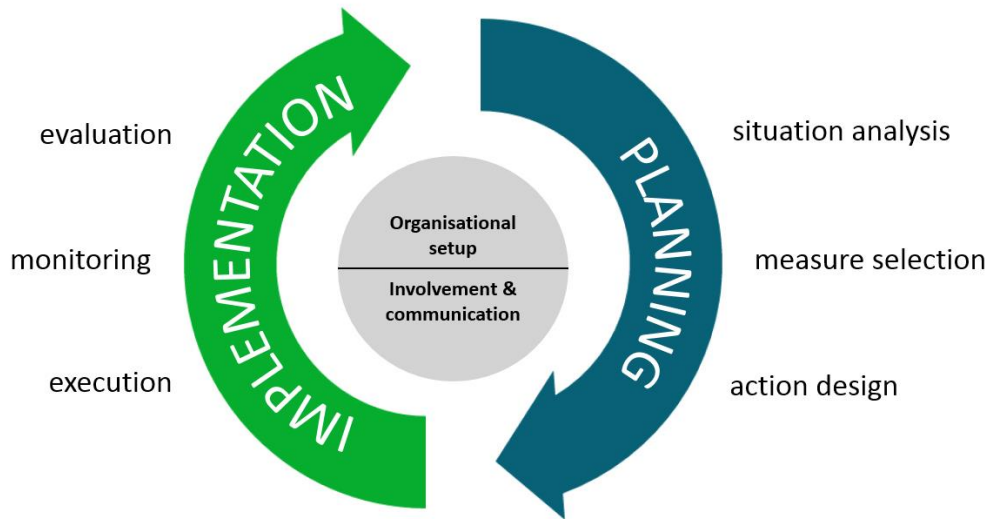 IMPLEMENTATION
evaluation
monitoring
execution
Organisational
setup
Involvement &
communication
PLANNING
situation analysis
measure selection
action design